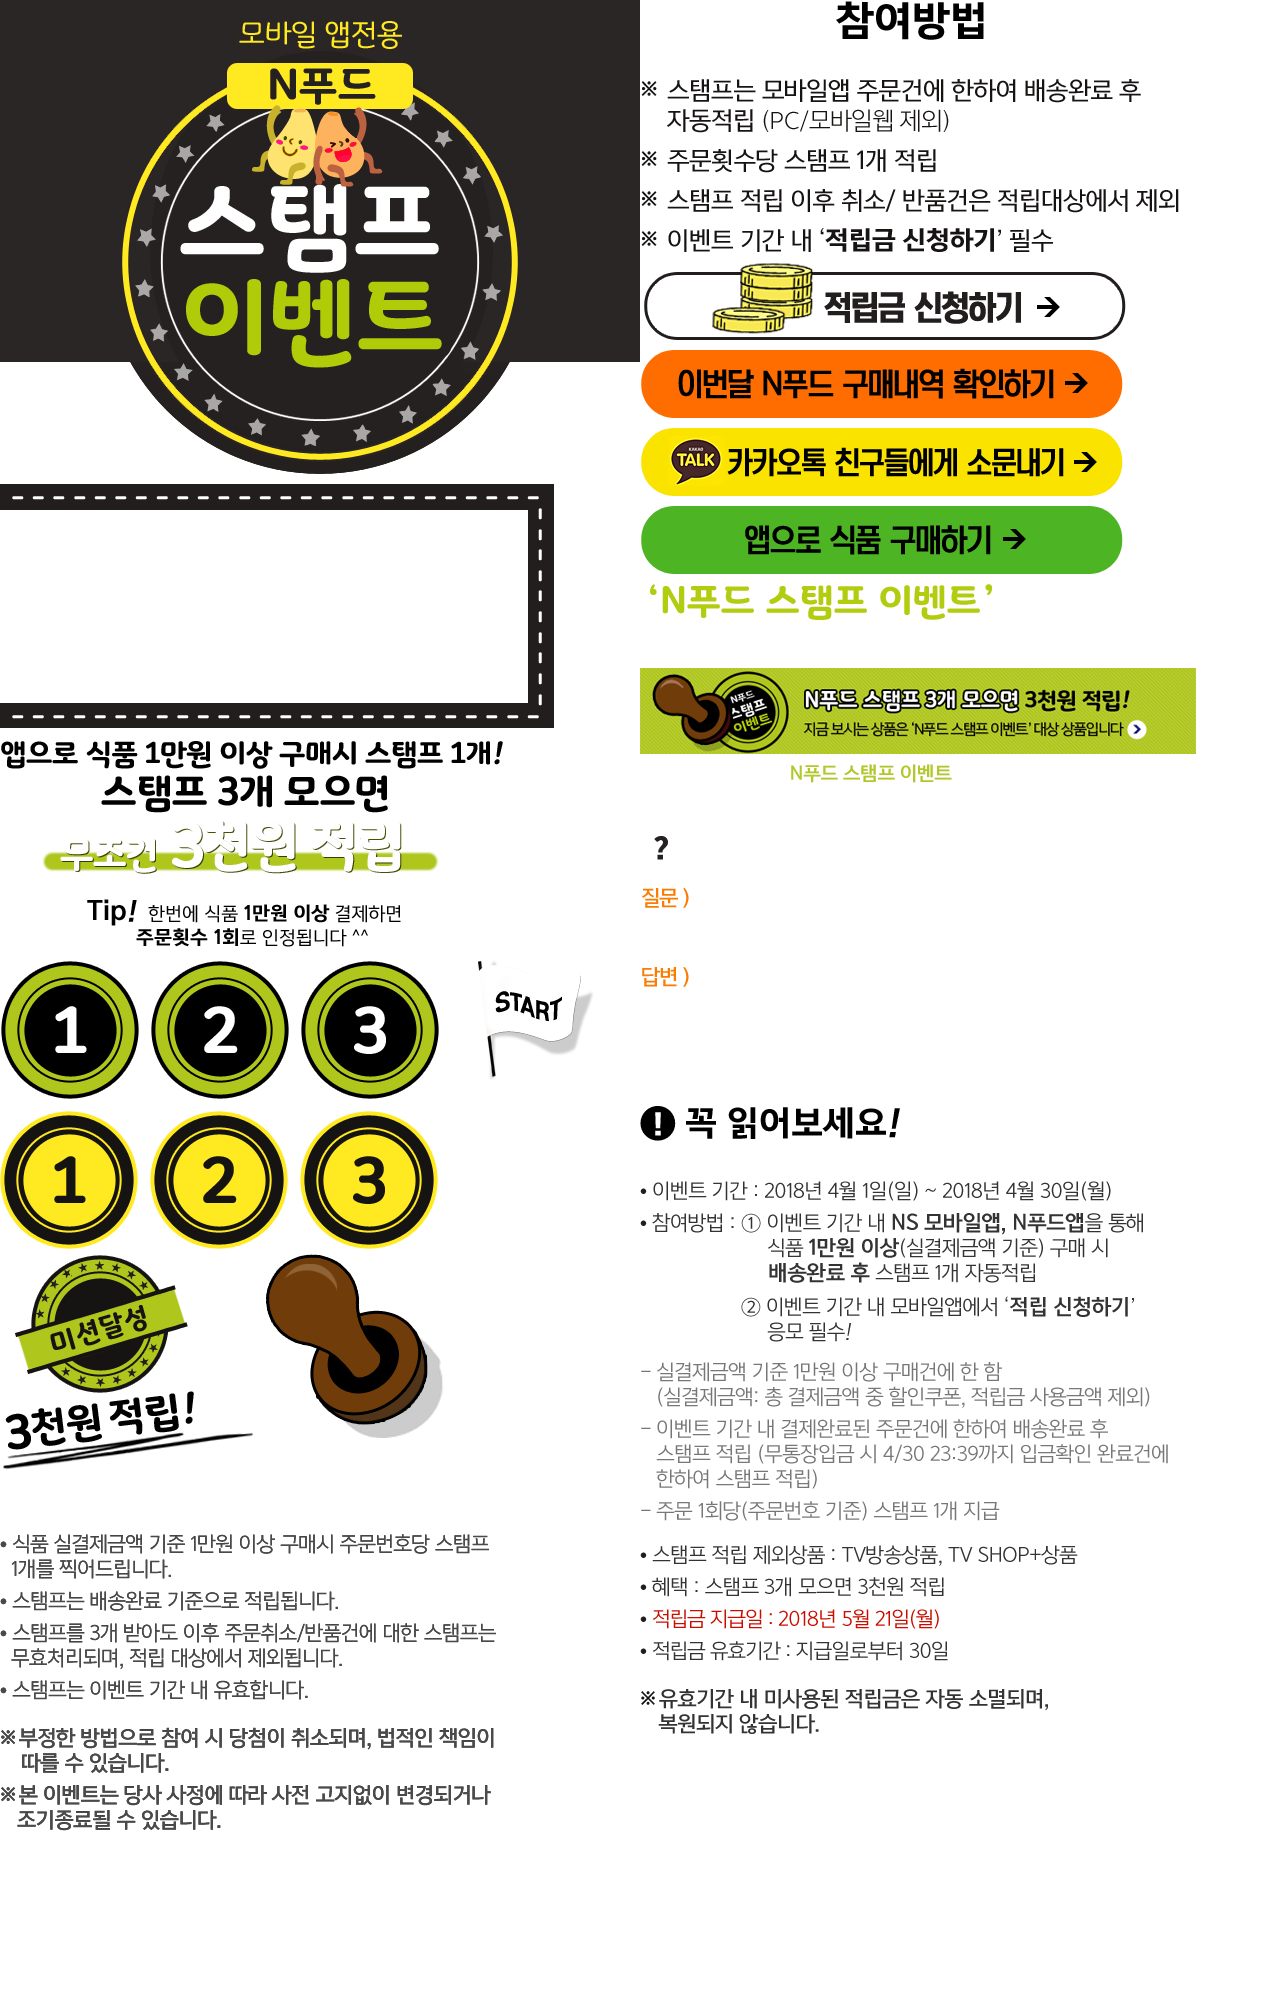 모바일 앱전용
N푸드
스탬프
이벤트
앱으로 식품 1만원 이상 구매시 스탬프 1개!
스탬프 3개 모으면
무조건 3천원 적립
Tip! 한번에 식품 1만원 이상 결제하면
주문횟수 1회로 인정됩니다 ^^
1 2 3
START
1 2 3
미션달성
3천원 적립!
• 식품 실결제금액 기준 1만원 이상 구매시 주문번호당 스탬프
1개를 찍어드립니다.
• 스탬프는 배송완료 기준으로 적립됩니다.
• 스탬프를 3개 받아도 이후 주문취소/반품건에 대한 스탬프는
무효처리되며, 적립 대상에서 제외됩니다.
• 스탬프는 이벤트 기간 내 유효합니다.
※부정한 방법으로 참여 시 당첨이 취소되며, 법적인 책임이
따를 수 있습니다.
※본 이벤트는 당사 사정에 따라 사전 고지없이 변경되거나
조기종료될 수 있습니다.
참여방법
※ 스탬프는 모바일앱 주문건에 한하여 배송완료 후
자동적립 (PC/모바일웹 제외)
※ 주문횟수당 스탬프 1개 적립
※ 스탬프 적립 이후 취소/ 반품건은 적립대상에서 제외
※ 이벤트 기간 내 ‘적립금 신청하기’ 필수
적립금 신청하기 →
이번달 N푸드 구매내역 확인하기 →
KAKAO
TALK 카카오톡 친구들에게 소문내기 →
앱으로 식품 구매하기 →
‘N푸드 스탬프 이벤트’
N푸드
스탬프
이벤트
N푸드 스탬프 3개 모으면 3천원 적립!
지금 보시는 상품은 ‘N푸드 스탬프 이벤트’ 대상 상품입니다
N푸드 스탬프 이벤트
?
질문 )
답변 )
! 꼭 읽어보세요!
• 이벤트 기간 : 2018년 4월 1일(일) ~ 2018년 4월 30일(월)
• 참여방법 : ① 이벤트 기간 내 NS 모바일앱, N푸드앱을 통해
식품 1만원 이상(실결제금액 기준) 구매 시
배송완료 후 스탬프 1개 자동적립
② 이벤트 기간 내 모바일앱에서 ‘적립 신청하기’
응모 필수!
– 실결제금액 기준 1만원 이상 구매건에 한 함
(실결제금액: 총 결제금액 중 할인쿠폰, 적립금 사용금액 제외)
– 이벤트 기간 내 결제완료된 주문건에 한하여 배송완료 후
스탬프 적립 (무통장입금 시 4/30 23:39까지 입금확인 완료건에
한하여 스탬프 적립)
– 주문 1회당(주문번호 기준) 스탬프 1개 지급
• 스탬프 적립 제외상품 : TV방송상품, TV SHOP+상품
• 혜택 : 스탬프 3개 모으면 3천원 적립
• 적립금 지급일 : 2018년 5월 21일(월)
• 적립금 유효기간 : 지급일로부터 30일
※유효기간 내 미사용된 적립금은 자동 소멸되며,
복원되지 않습니다.